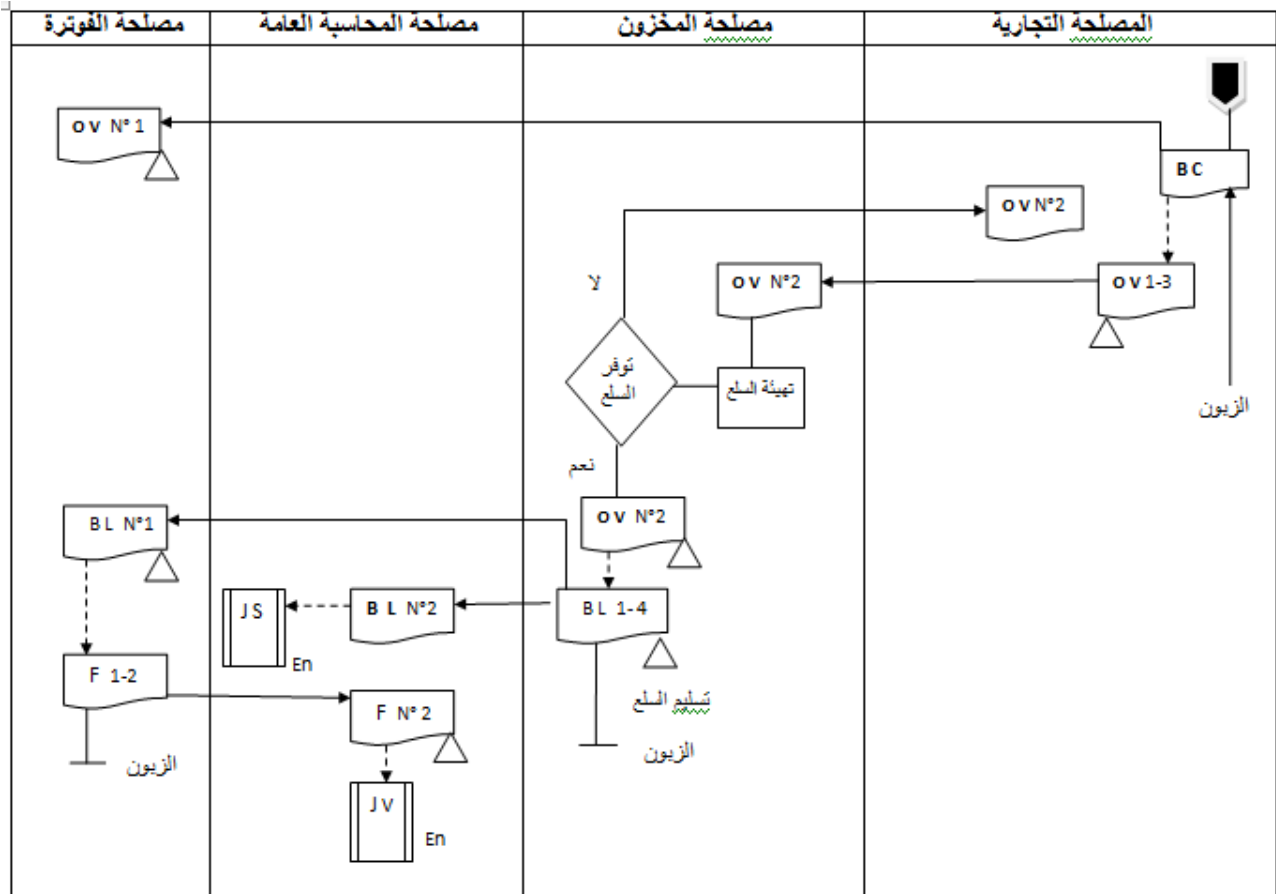 المصلحة التجارية
مصلحة المخزون
مصلحة المحاسبة العامة
مصلحة الفوترة
O V N° 1
B C
O V N°2
O V 1-3
O V N°2
لا
توفر
السلع
تهيئة السلع
الزبون
نعم
O V N°2
B L N°1
B L 1-4
B L N°2
J S
En
F 1-2
F N° 2
تسليم السلع
الزبون
الزبون
J V
En